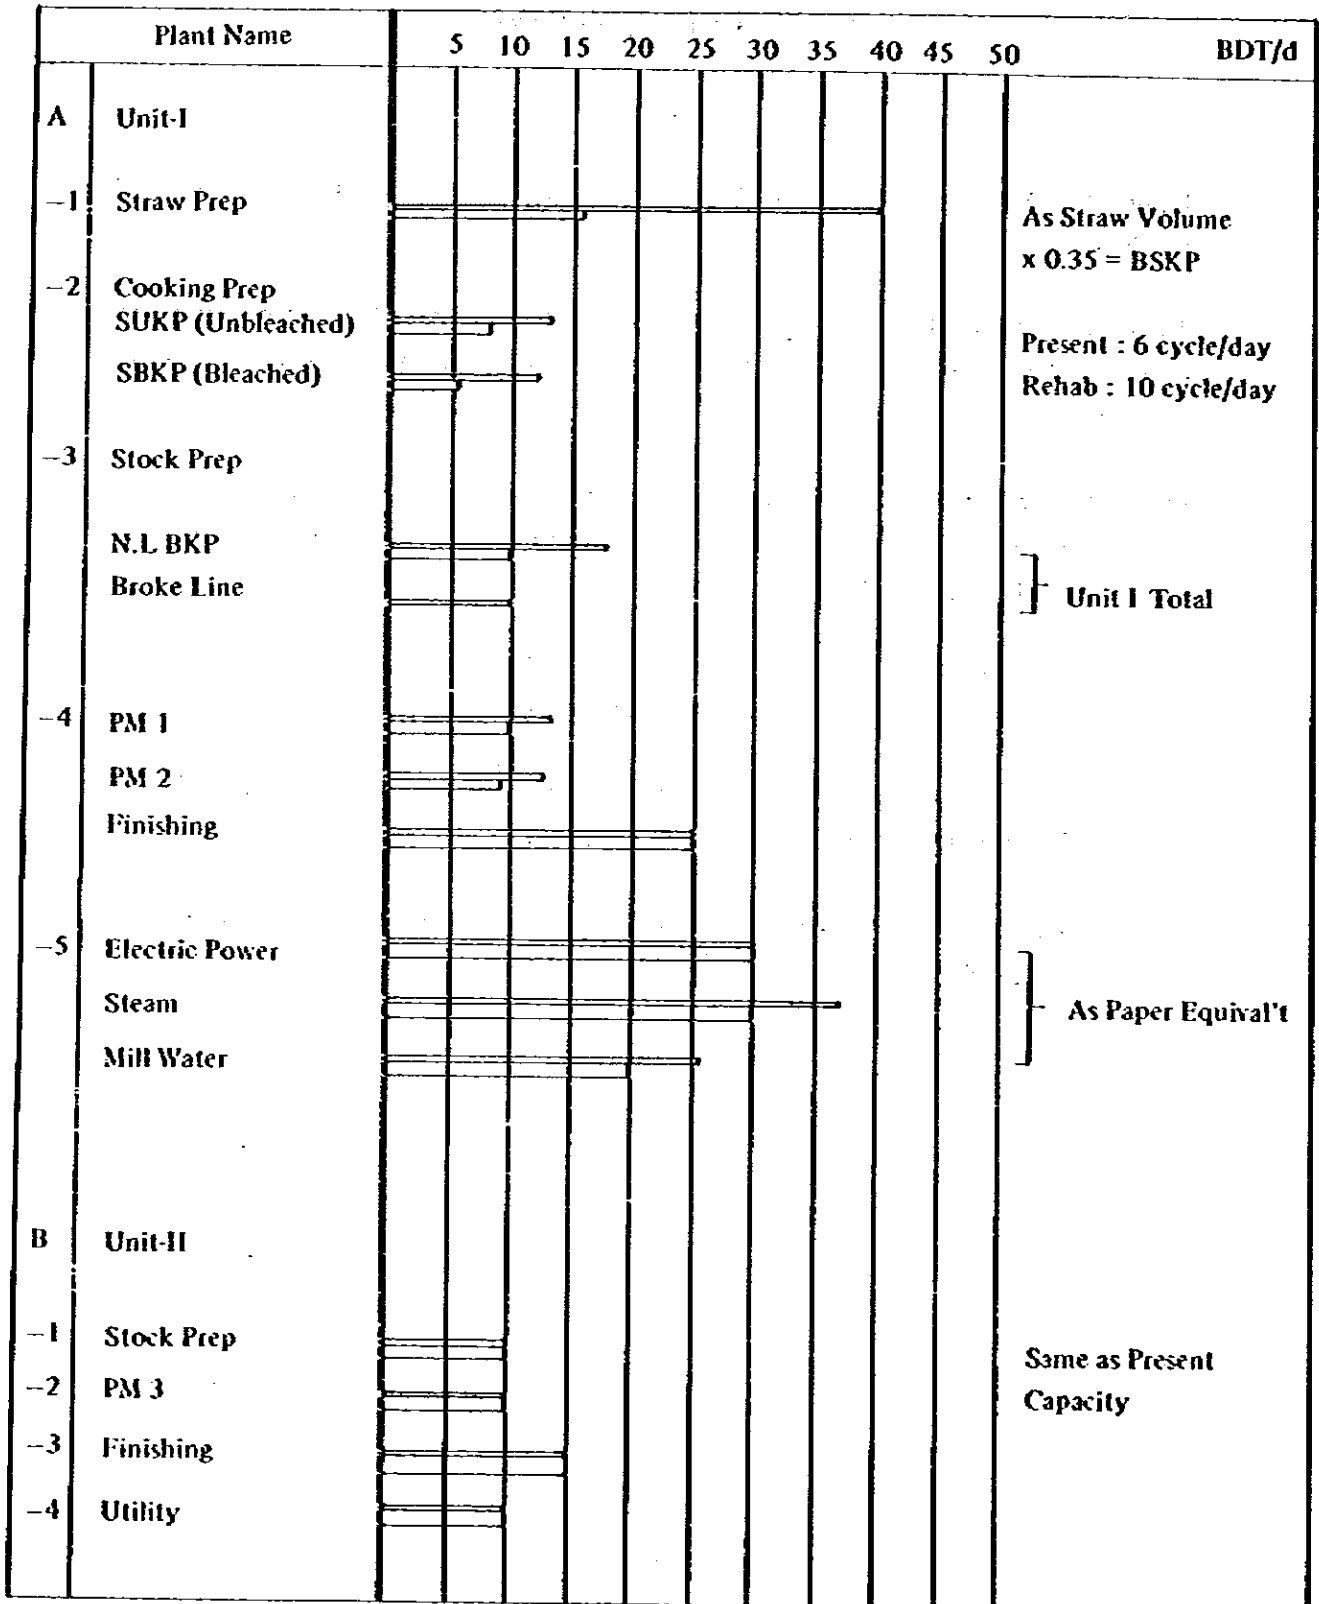 Plant Name 5 10 15 20 25 30 35 40 45 50 BDT/d
A Unit-I
-1 Straw Prep
As Straw Volume
x 0.35 = BSKP
-2 Cooking Prep
SUKP (Unbleached)
SBKP (Bleached)
Present : 6 cycle/day
Rehab : 10 cycle/day
-3 Stock Prep
N.L BKP
Broke Line
Unit I Total
-4 PM 1
PM 2
Finishing
-5 Electric Power
Steam
Mill Water
As Paper Equival't
B Unit-II
-1 Stock Prep
-2 PM 3
-3 Finishing
-4 Utility
Same as Present
Capacity